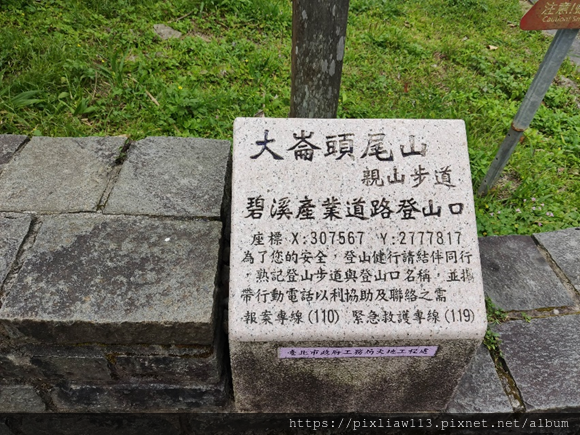 注意!
Caution!
大崙頭尾山
親山步道
碧溪產業道路登山口
座標 X:307567 Y:2777817
為了您的安全，登山健行請結伴同行
，熟記登山步道與登山口名稱，並攜
帶行動電話以利協助及聯絡之需
報案專線(110) 緊急救護專線(119)
臺北市政府工務局大地工程處
https://pixliawl13.pixnet.net/album